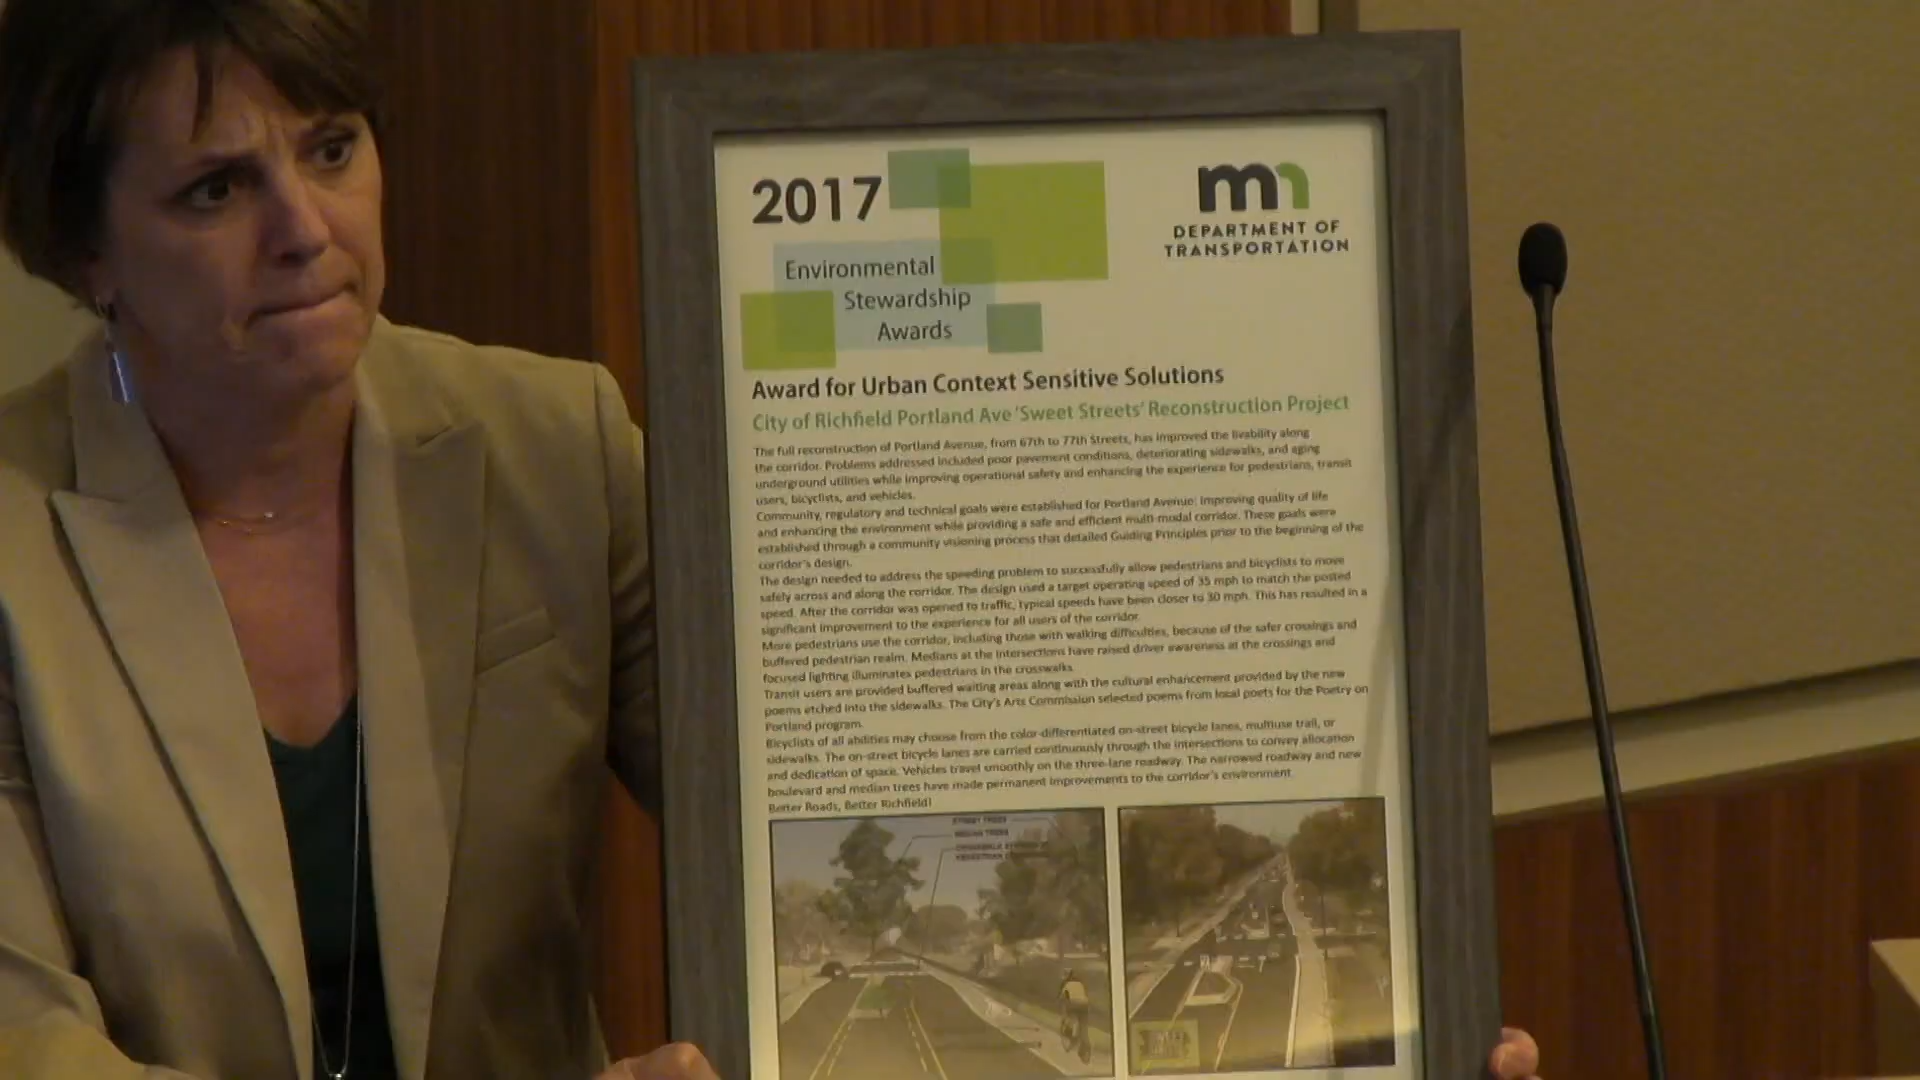 2017
mn
DEPARTMENT OF
TRANSPORTATION
Environmental
Stewardship
Awards
Award for Urban Context Sensitive Solutions
City of Richfield Portland Ave 'Sweet Streets' Reconstruction Project
The full reconstruction of Portland Avenue, from 67th to 77th Streets, has improved the livability along
the corridor. Problems addressed included poor pavement conditions, deteriorating sidewalks, and aging
underground utilities while improving operational safety and enhancing the experience for pedestrians, transit
users, bicyclists, and vehicles.
Community, regulatory and technical goals were established for Portland Avenue: improving quality of life
and enhancing the environment while providing a safe and efficient multi-modal corridor. These goals were
established through a community visioning process that detailed Guiding Principles prior to the beginning of the
corridor's design.
The design needed to address the speeding problem to successfully allow pedestrians and bicyclists to move
safely across and along the corridor. The design used a target operating speed of 35 mph to match the posted
speed. After the corridor was opened to traffic, typical speeds have been closer to 30 mph. This has resulted in a
significant improvement to the experience for all users of the corridor.
More pedestrians use the corridor, including those with walking difficulties, because of the safer crossings and
buffered pedestrian realm. Medians at the intersections have raised driver awareness at the crossings and
focused lighting illuminates pedestrians in the crosswalks.
Transit users are provided buffered waiting areas along with the cultural enhancement provided by the new
poems etched into the sidewalks. The City's Arts Commission selected poems from local poets for the Poetry on
Portland program.
Bicyclists of all abilities may choose from the color-differentiated on-street bicycle lanes, multiuse trail, or
sidewalks. The on-street bicycle lanes are carried continuously through the intersections to convey allocation
and dedication of space. Vehicles travel smoothly on the three-lane roadway. The narrowed roadway and new
boulevard and median trees have made permanent improvements to the corridor's environment.
Better Roads, Better Richfield!
STREET TREES
MEDIAN TREES